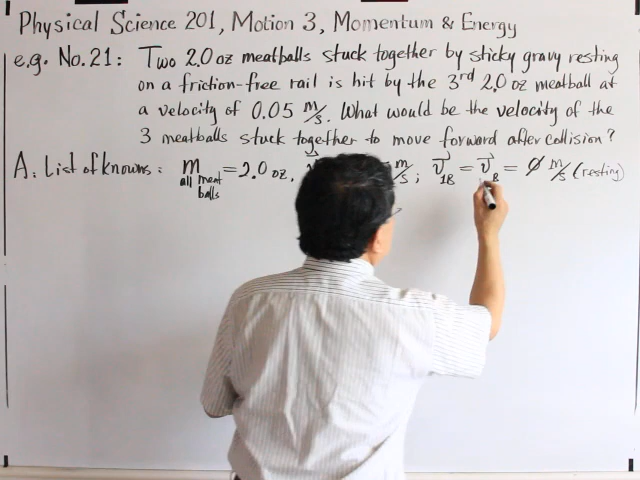 Physical Science 201, Motion 3, Momentum & Energy
e.g. No.21: Two 2.0 oz meatballs stuck together by sticky gravy resting
on a friction-free rail is hit by the 3rd 2.0 oz meatball at
a velocity of 0.05 m/s. What would be the velocity of the
3 meatballs stuck together to move forward after collision?
A: List of knowns: m all meat balls = 2.0 oz, m/s; v⃗1B = v⃗B = 0 m/s (resting)